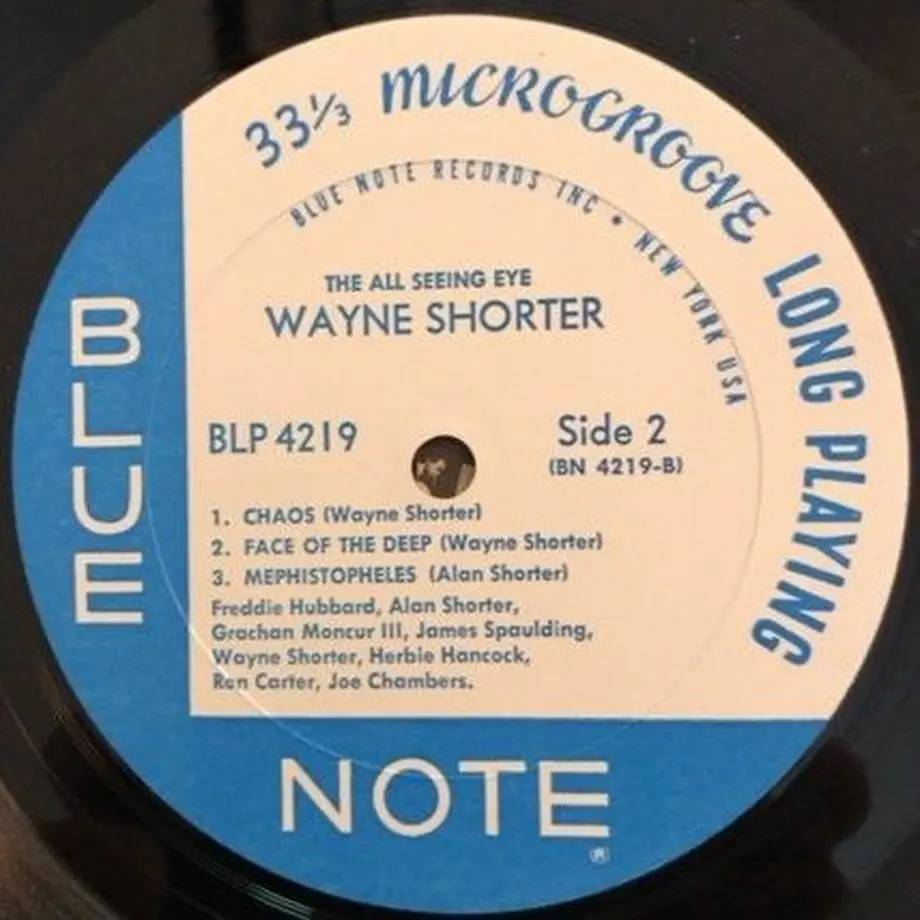 33⅓ MICROGROOVE LONG PLAYING
BLUE NOTE RECORDS INC • NEW YORK USA
THE ALL SEEING EYE
WAYNE SHORTER
BLP 4219
Side 2
(BN 4219-B)
1. CHAOS (Wayne Shorter)
2. FACE OF THE DEEP (Wayne Shorter)
3. MEPHISTOPHELES (Alan Shorter)
Freddie Hubbard, Alan Shorter,
Grachan Moncur III, James Spaulding,
Wayne Shorter, Herbie Hancock,
Ron Carter, Joe Chambers.
BLUE
NOTE
®